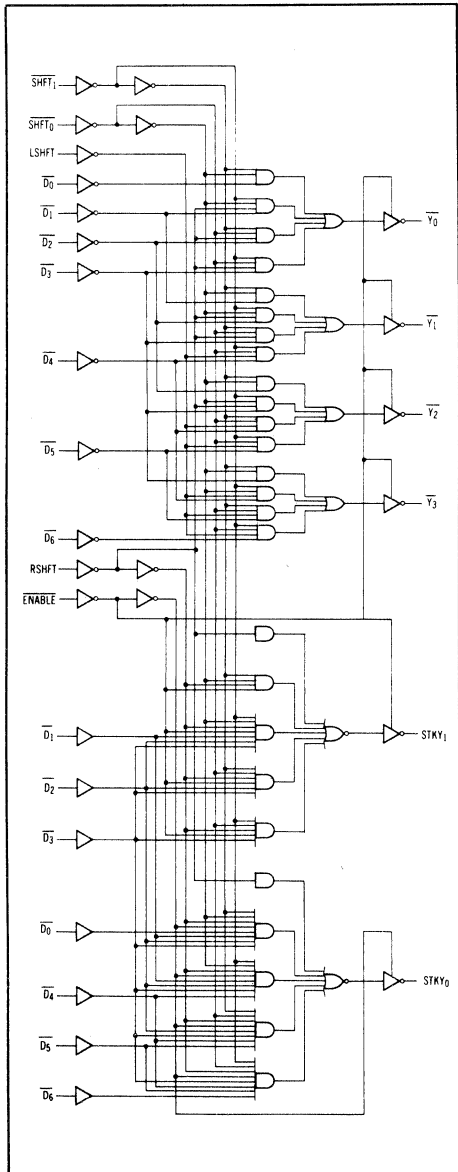 SHFT₁
SHFT₀
LSHFT
D₀
D₁
D₂
D₃
D₄
D₅
D₆
RSHFT
ENABLE
D₁
D₂
D₃
D₀
D₄
D₅
D₆
Y₀
Y₁
Y₂
Y₃
STKY₁
STKY₀